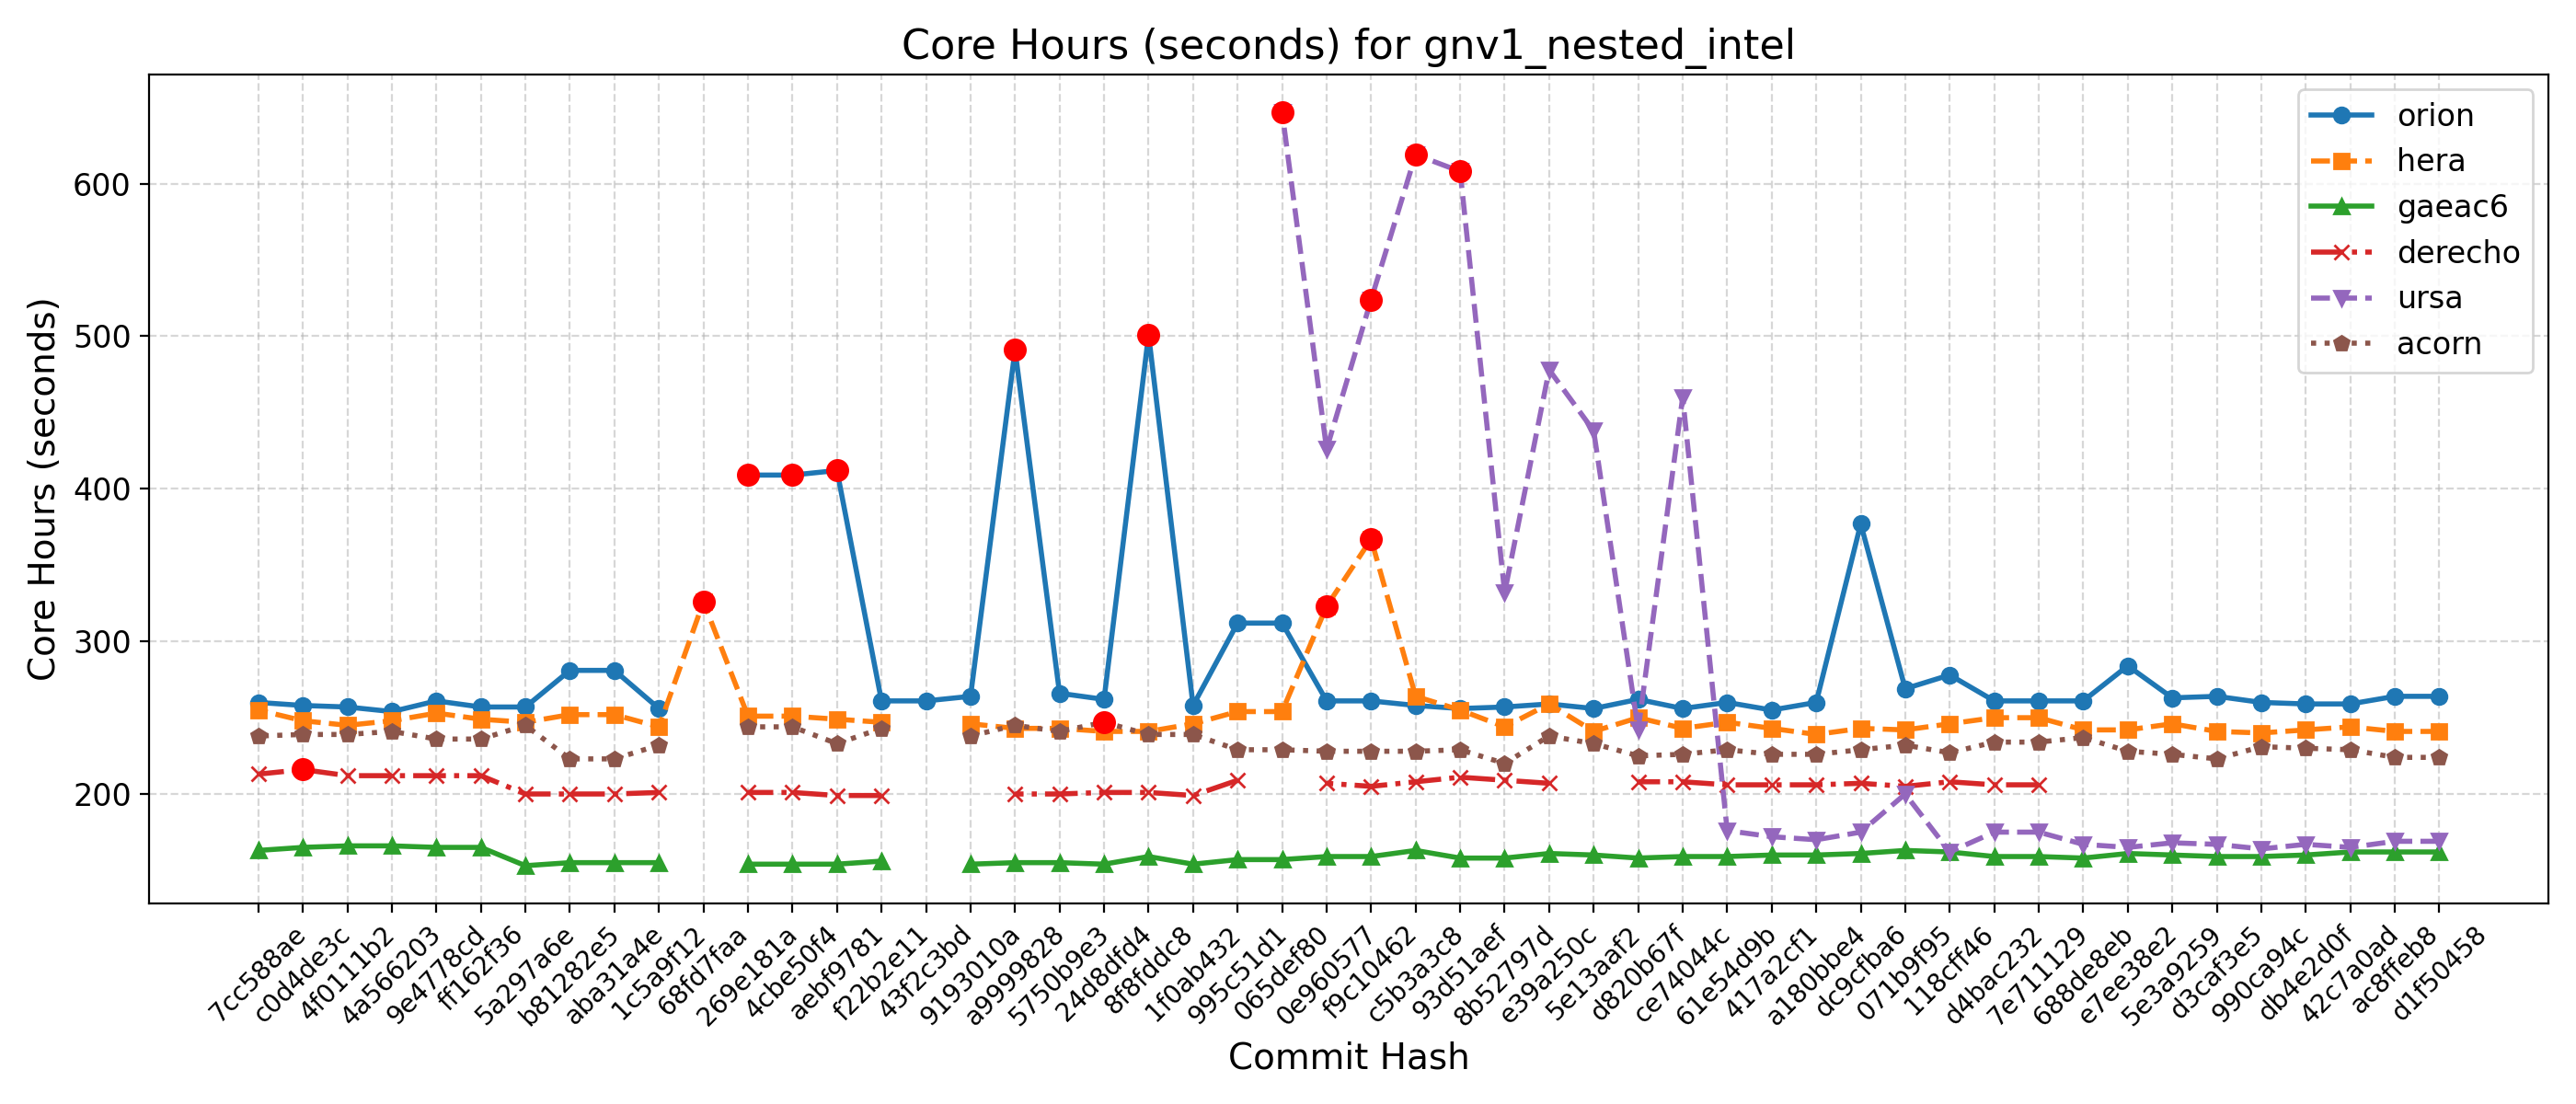 Core Hours (seconds) for gnv1_nested_intel
orion
hera
gaeac6
derecho
ursa
acorn
Core Hours (seconds)
600
500
400
300
200
7cc588ae
c0d4de3c
4f0111b2
4a566203
9e4778cd
ff162f36
5a297a6e
b81282e5
aba31a4e
1c5a9f12
68fd7faa
269e181a
4cbe50f4
aebf9781
f22b2e11
43f2c3bd
9193010a
a9999828
5750b9e3
24d8dfd4
8f8fddc8
1f0ab432
995c51d1
065def80
0e960577
f9c10462
c5b3a3c8
93d51aef
8b52797d
e39a250c
5e13aaf2
d820b67f
ce74044c
61e54d9b
417a2cf1
a180bbe4
dc9cfba6
071b9f95
118cff46
d4bac232
7e711129
688de8eb
e7ee38e2
5e3a9259
d3caf3e5
990ca94c
db4e2d0f
42c7a0ad
ac8ffeb8
d1f50458
Commit Hash